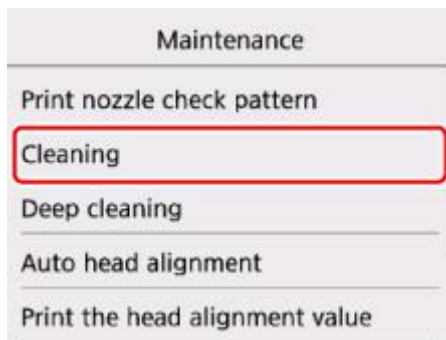 Maintenance
Print nozzle check pattern
Cleaning
Deep cleaning
Auto head alignment
Print the head alignment value